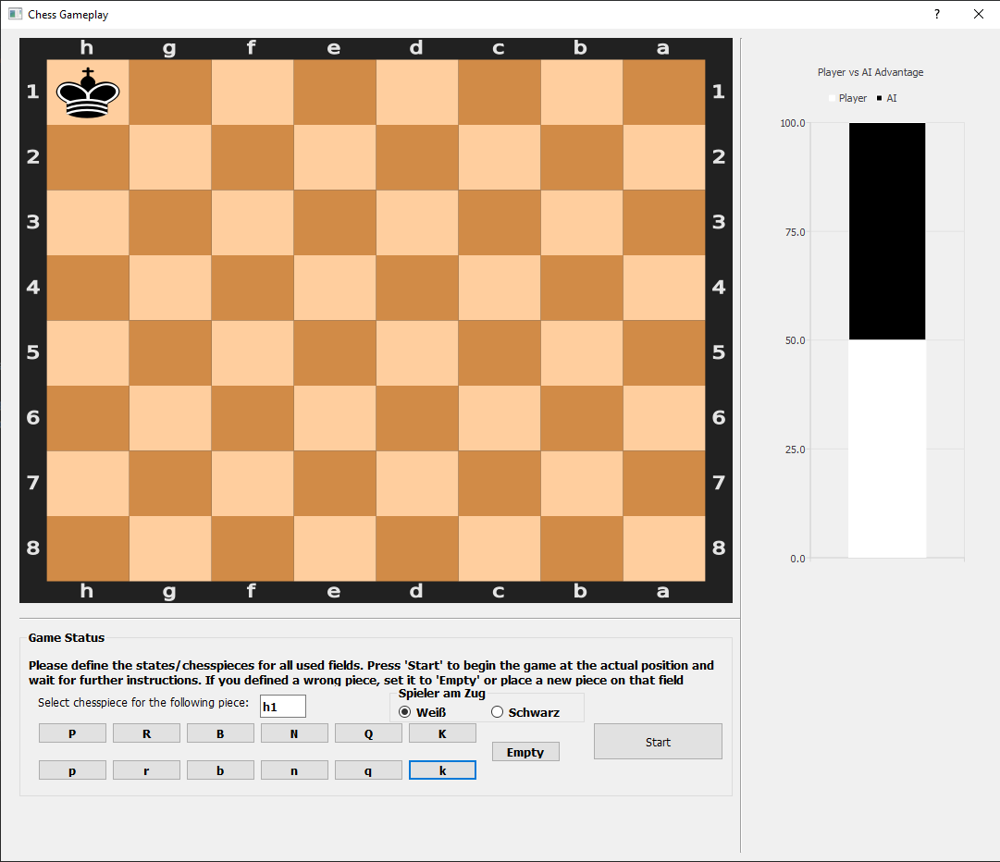 Chess Gameplay
?
h g f e d c b a
1 1
2 2
3 3
4 4
5 5
6 6
7 7
8 8
h g f e d c b a
Player vs AI Advantage
Player AI
100.0
75.0
50.0
25.0
0.0
Game Status
Please define the states/chesspieces for all used fields. Press 'Start' to begin the game at the actual position and
wait for further instructions. If you defined a wrong piece, set it to 'Empty' or place a new piece on that field
Spieler am Zug
Select chesspiece for the following piece: h1
Weiß Schwarz
P R B N Q K
Empty
Start
p r b n q k